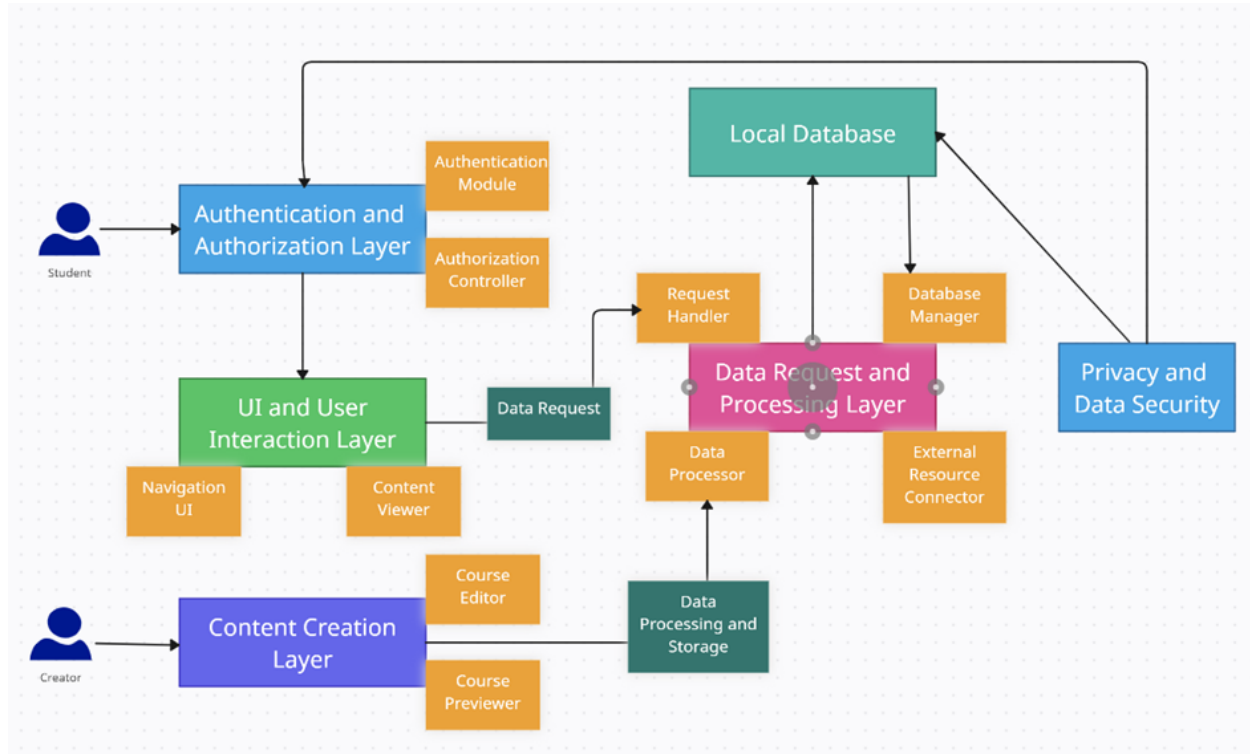 Local Database
Authentication
Module
Authentication and
Authorization Layer
Student
Authorization
Controller
Request
Handler
Database
Manager
Data Request and
Processing Layer
Privacy and
Data Security
UI and User
Interaction Layer
Data Request
Navigation
UI
Content
Viewer
Data
Processor
External
Resource
Connector
Course
Editor
Content Creation
Layer
Creator
Data
Processing and
Storage
Course
Previewer